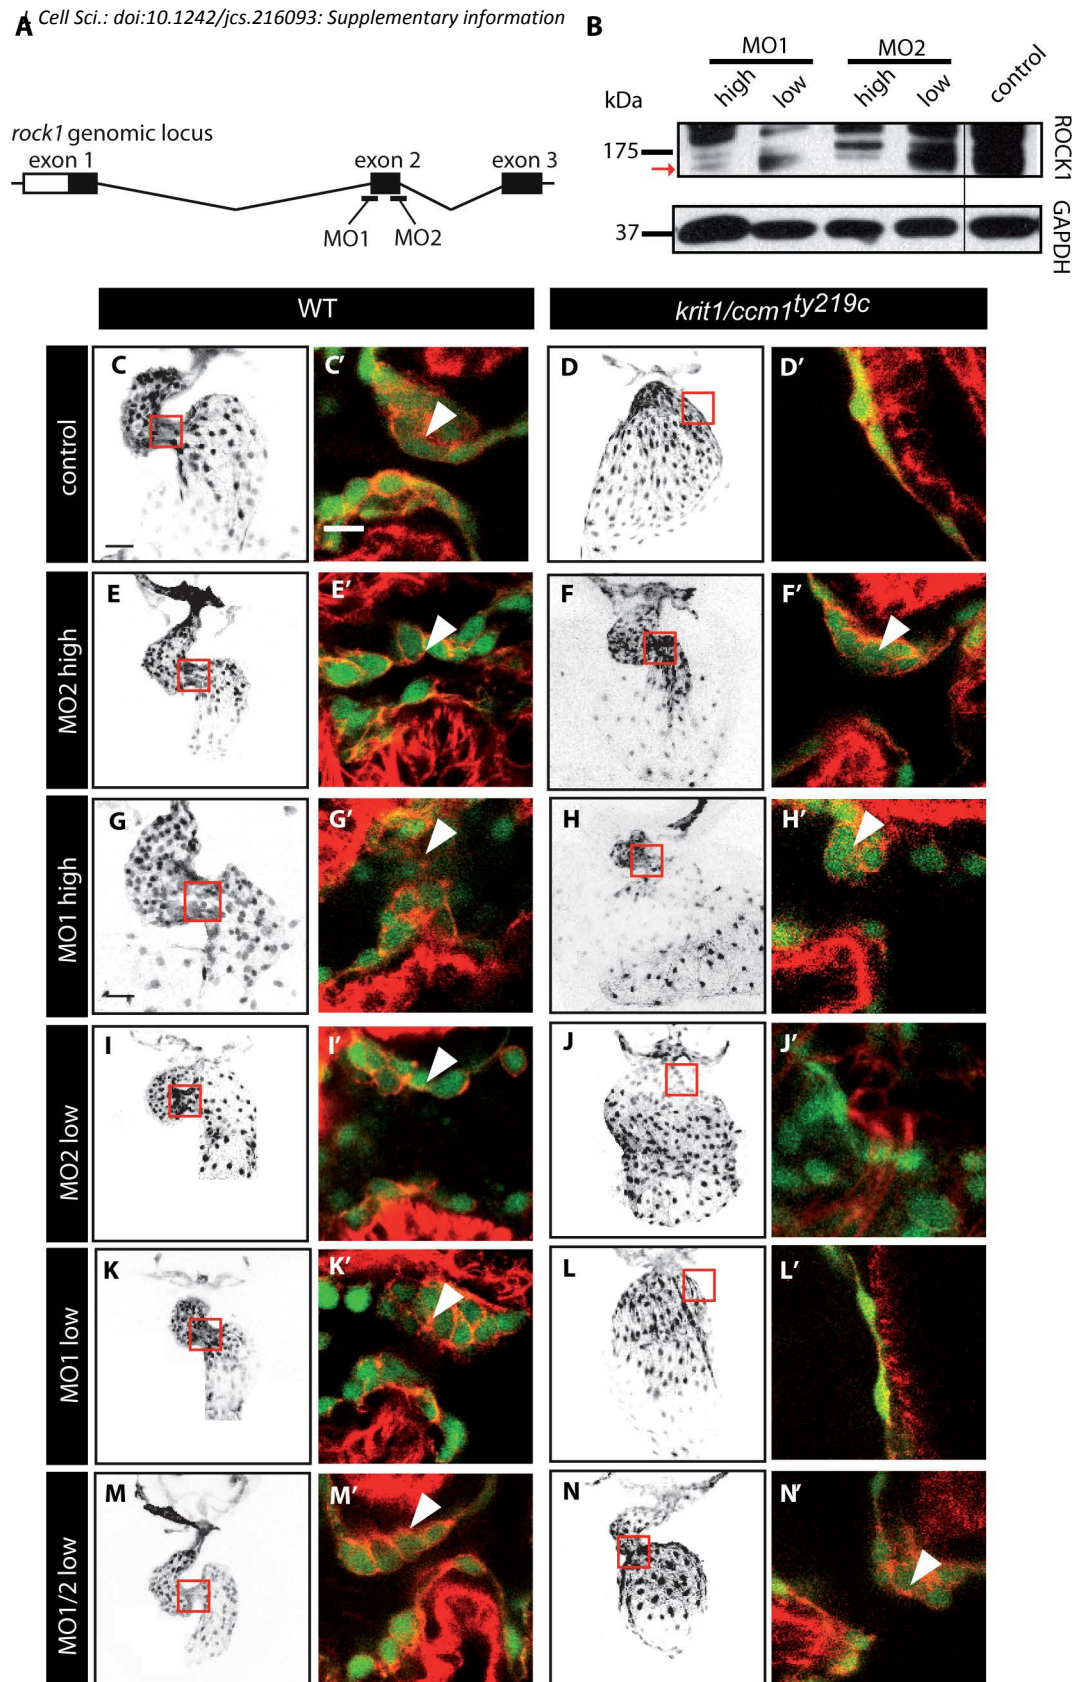 J. Cell Sci.: doi:10.1242/jcs.216093: Supplementary information
A
rock1 genomic locus
exon 1 exon 2 exon 3
MO1 MO2
B
MO1 MO2
high low high low control
kDa
175
37
ROCK1
GAPDH
WT krit1/ccm1ty219c
control
C C' D D'
MO2 high
E E' F F'
MO1 high
G G' H H'
MO2 low
I I' J J'
MO1 low
K K' L L'
MO1/2 low
M M' N N'